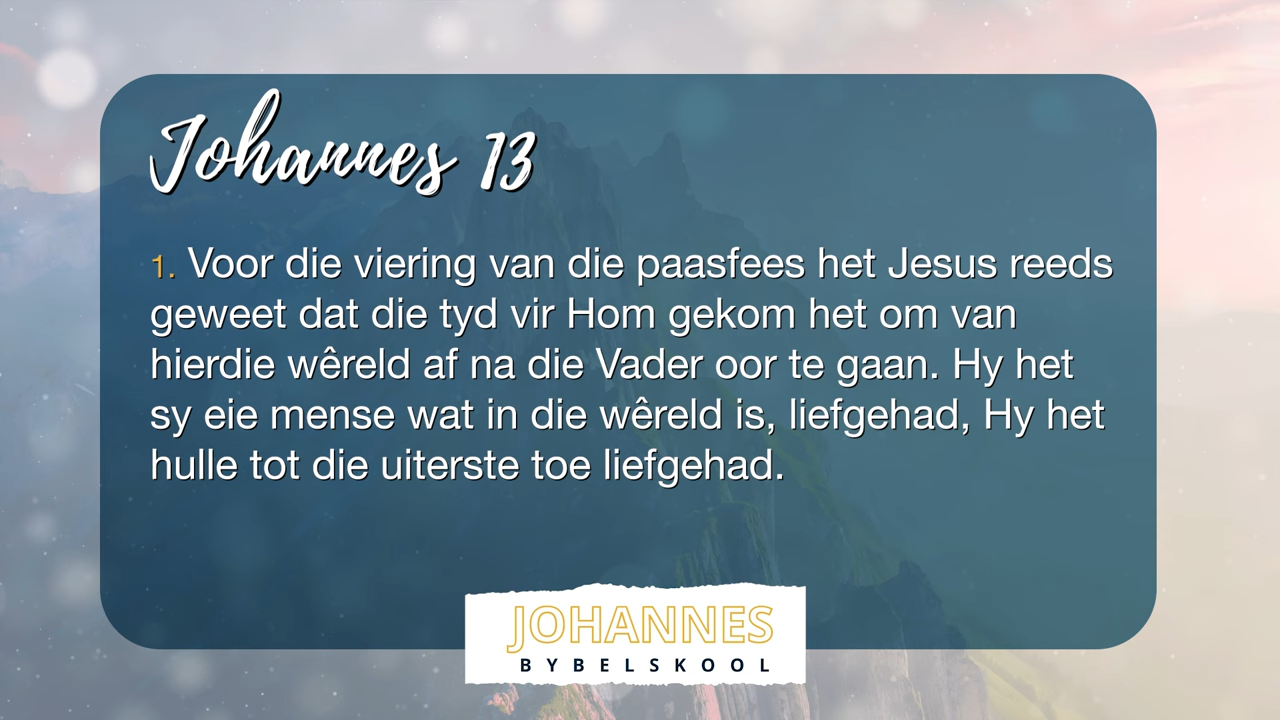 Johannes 13
1. Voor die viering van die paasfees het Jesus reeds
geweet dat die tyd vir Hom gekom het om van
hierdie wêreld af na die Vader oor te gaan. Hy het
sy eie mense wat in die wêreld is, liefgehad, Hy het
hulle tot die uiterste toe liefgehad.
JOHANNES
BYBELSKOOL